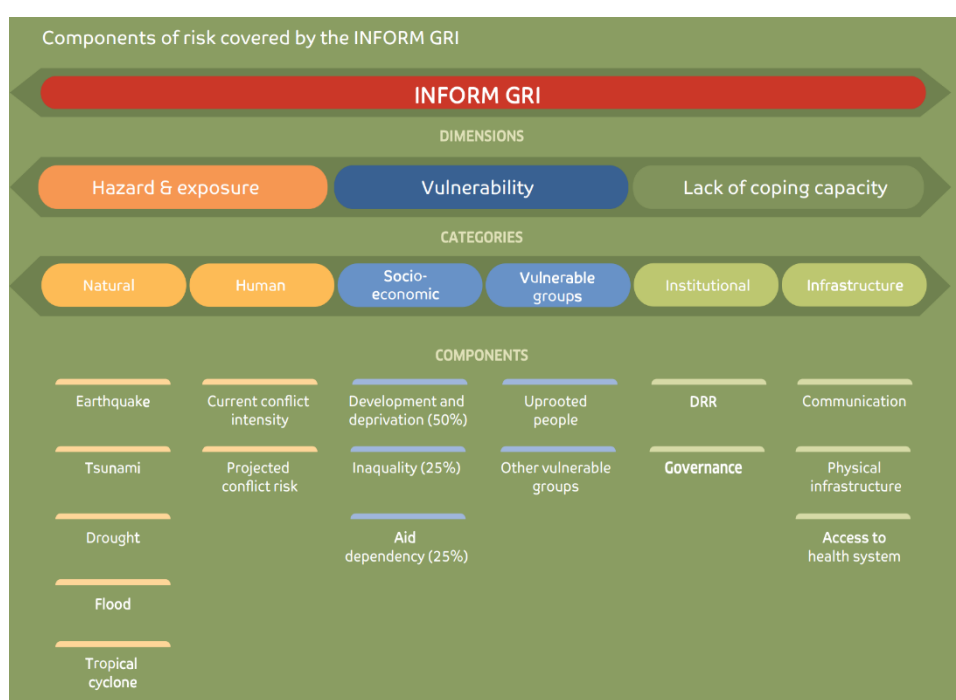 Components of risk covered by the INFORM GRI
INFORM GRI
DIMENSIONS
Hazard & exposure
Vulnerability
Lack of coping capacity
CATEGORIES
Natural
Human
Socio-
economic
Vulnerable
groups
Institutional
Infrastructure
COMPONENTS
Earthquake
Current conflict
intensity
Development and
deprivation (50%)
Uprooted
people
DRR
Communication
Tsunami
Projected
conflict risk
Inaquality (25%)
Other vulnerable
groups
Governance
Physical
infrastructure
Drought
Aid
dependency (25%)
Access to
health system
Flood
Tropical
cyclone